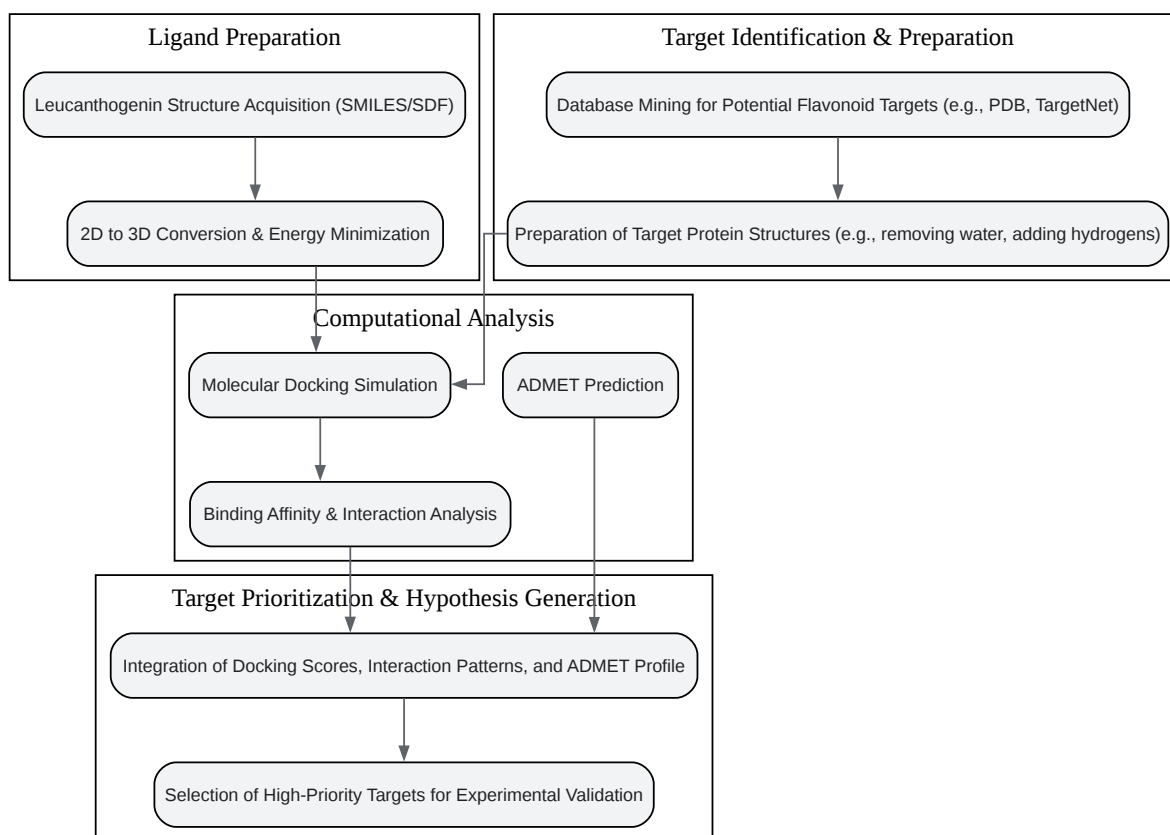 Ligand Preparation
Leucanthogenin Structure Acquisition (SMILES/SDF)
2D to 3D Conversion & Energy Minimization
Target Identification & Preparation
Database Mining for Potential Flavonoid Targets (e.g., PDB, TargetNet)
Preparation of Target Protein Structures (e.g., removing water, adding hydrogens)
Computational Analysis
Molecular Docking Simulation
ADMET Prediction
Binding Affinity & Interaction Analysis
Target Prioritization & Hypothesis Generation
Integration of Docking Scores, Interaction Patterns, and ADMET Profile
Selection of High-Priority Targets for Experimental Validation